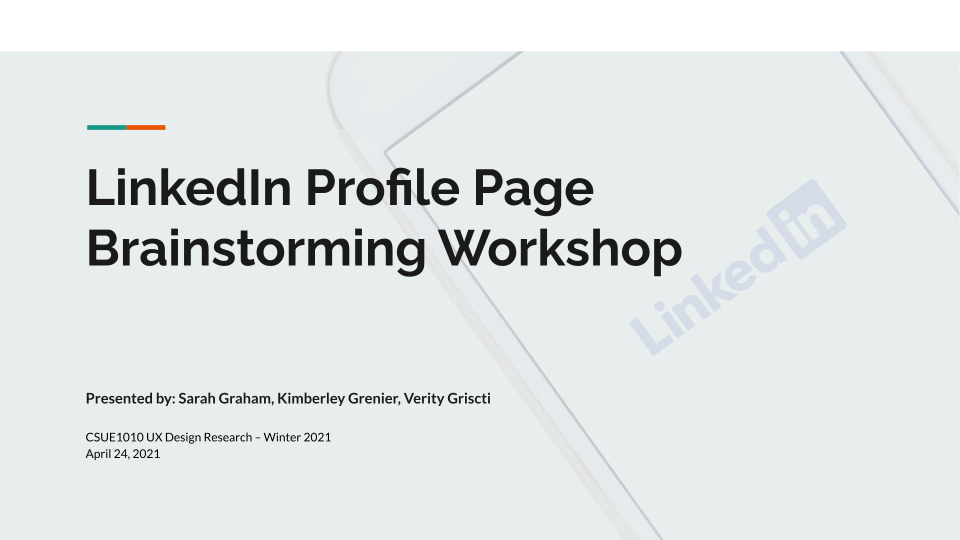 LinkedIn Profile Page
Brainstorming Workshop
Linkedin
Presented by: Sarah Graham, Kimberley Grenier, Verity Griscti
CSUE1010 UX Design Research – Winter 2021
April 24, 2021